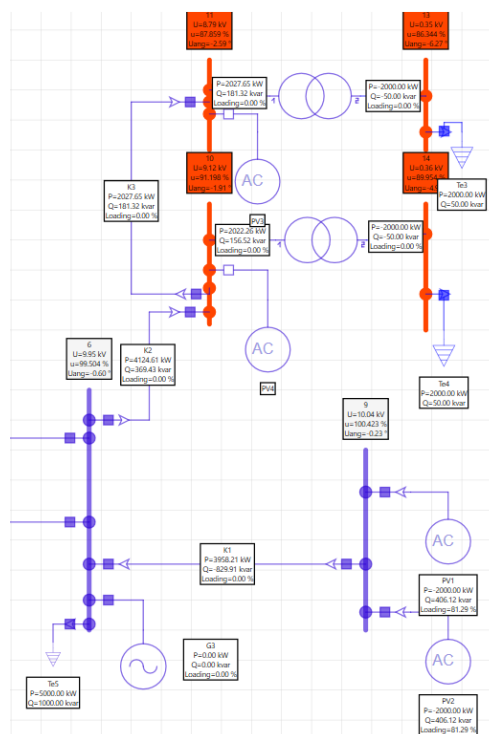 11
U=8.79 kV
u=87.859 %
Uang=-2.59 °
13
U=0.35 kV
u=86.344 %
Uang=-6.27 °
P=2027.65 kW
Q=181.32 kvar
Loading=0.00 %
P=-2000.00 kW
Q=-50.00 kvar
Loading=0.00 %
10
U=9.12 kV
u=91.198 %
Uang=-1.91 °
14
U=0.36 kV
u=89.954 %
Te3
P=2000.00 kW
Q=50.00 kvar
AC
K3
P=2027.65 kW
Q=181.32 kvar
Loading=0.00 %
PV3
P=2022.26 kW
Q=156.52 kvar
Loading=0.00 %
P=-2000.00 kW
Q=-50.00 kvar
Loading=0.00 %
AC
PV4
Te4
P=2000.00 kW
Q=50.00 kvar
6
U=9.95 kV
u=99.504 %
Uang=-0.60 °
K2
P=4124.61 kW
Q=369.43 kvar
Loading=0.00 %
9
U=10.04 kV
u=100.423 %
Uang=-0.23 °
AC
K1
P=3958.21 kW
Q=-829.91 kvar
Loading=0.00 %
PV1
P=-2000.00 kW
Q=406.12 kvar
Loading=81.29 %
AC
G3
P=0.00 kW
Q=0.00 kvar
Loading=0.00 %
Te5
P=5000.00 kW
Q=1000.00 kvar
PV2
P=-2000.00 kW
Q=406.12 kvar
Loading=81.29 %